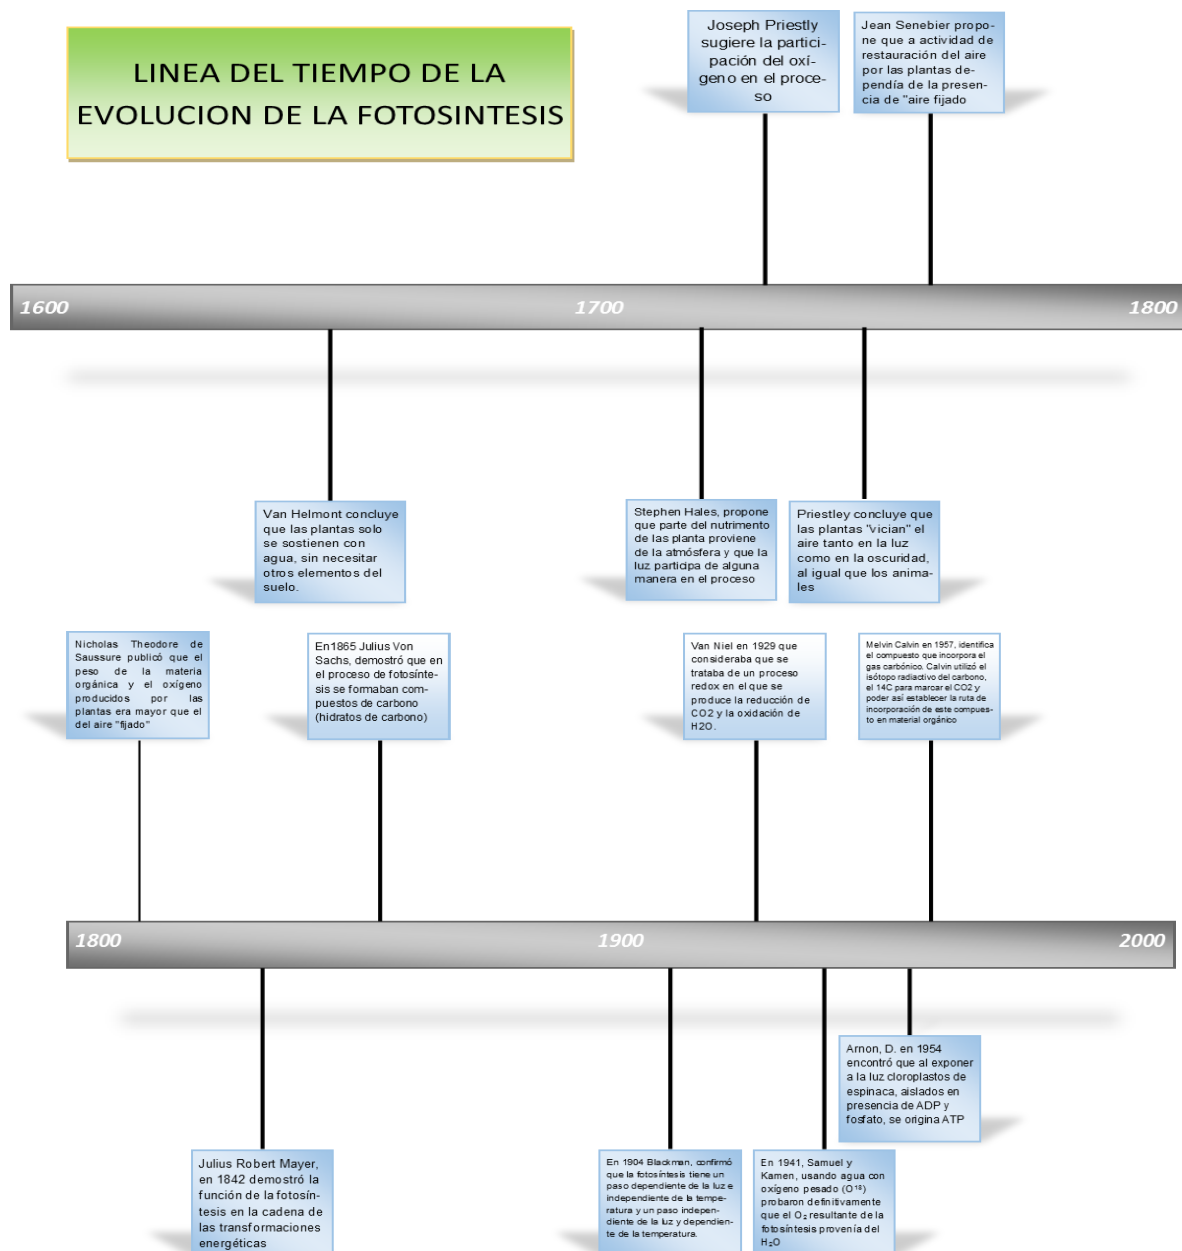 LINEA DEL TIEMPO DE LA
EVOLUCION DE LA FOTOSINTESIS
Joseph Priestly
sugiere la partici-
pación del oxí-
geno en el proce-
so
Jean Senebier propo-
ne que a actividad de
restauración del aire
por las plantas de-
pendía de la presen-
cia de "aire fijado
1600
1700
1800
Van Helmont concluye
que las plantas solo
se sostienen con
agua, sin necesitar
otros elementos del
suelo.
Stephen Hales, propone
que parte del nutrimento
de las planta proviene
de la atmósfera y que la
luz participa de alguna
manera en el proceso
Priestley concluye que
las plantas "vician" el
aire tanto en la luz
como en la oscuridad,
al igual que los anima-
les
Nicholas Theodore de
Saussure publicó que el
peso de la materia
orgánica y el oxígeno
producidos por las
plantas era mayor que el
del aire "fijado"
En1865 Julius Von
Sachs, demostró que en
el proceso de fotosínte-
sis se formaban com-
puestos de carbono
(hidratos de carbono)
Van Niel en 1929 que
consideraba que se
trataba de un proceso
redox en el que se
produce la reducción de
CO2 y la oxidación de
H2O.
Melvin Calvin en 1957, identifica
el compuesto que incorpora el
gas carbónico. Calvin utilizó el
isótopo radiactivo del carbono,
el 14C para marcar el CO2 y
poder así establecer la ruta de
incorporación de este compues-
to en material orgánico
1800
1900
2000
Arnon, D. en 1954
encontró que al exponer
a la luz cloroplastos de
espinaca, aislados en
presencia de ADP y
fosfato, se origina ATP
Julius Robert Mayer,
en 1842 demostró la
función de la fotosín-
tesis en la cadena de
las transformaciones
energéticas
En 1904 Blackman, confirmó
que la fotosíntesis tiene un
paso dependiente de la luz e
independiente de la tempe-
ratura y un paso indepen-
diente de la luz y dependien-
te de la temperatura.
En 1941, Samuel y
Kamen, usando agua con
oxígeno pesado (O¹⁸)
probaron definitivamente
que el O₂ resultante de la
fotosíntesis provenía del
H₂O